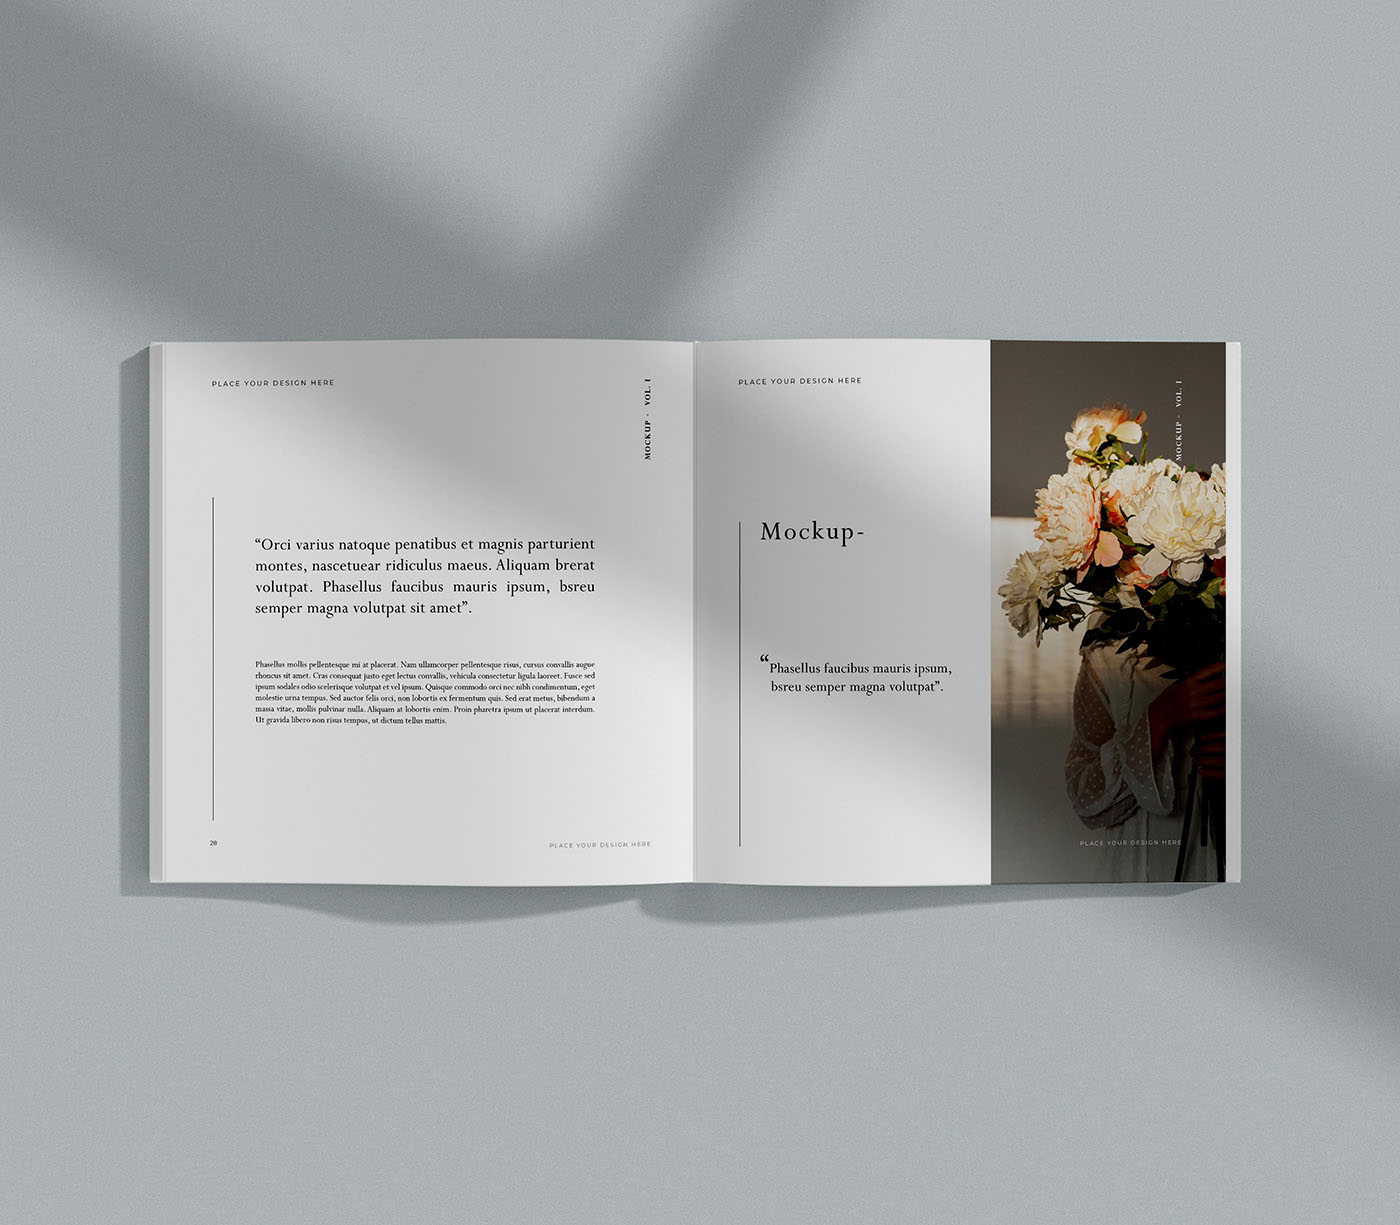 PLACE YOUR DESIGN HERE
MOCKUP - VOL. I
“Orci varius natoque penatibus et magnis parturient
montes, nascetuear ridiculus maeus. Aliquam brerat
volutpat. Phasellus faucibus mauris ipsum, bsreu
semper magna volutpat sit amet”.
Phasellus mollis pellentesque mi at placerat. Nam ullamcorper pellentesque risus, cursus convallis augue
rhoncus sit amet. Cras consequat justo eget lectus convallis, vehicula consectetur ligula laoreet. Fusce sed
ipsum sodales odio scelerisque volutpat et vel ipsum. Quisque commodo orci nec nibh condimentum, eget
molestie urna tempus. Sed auctor felis orci, non lobortis ex fermentum quis. Sed erat metus, bibendum a
massa vitae, mollis pulvinar nulla. Aliquam at lobortis enim. Proin pharetra ipsum ut placerat interdum.
Ut gravida libero non risus tempus, ut dictum tellus mattis.
28
PLACE YOUR DESIGN HERE
PLACE YOUR DESIGN HERE
MOCKUP - VOL. I
Mockup-
“Phasellus faucibus mauris ipsum,
bsreu semper magna volutpat”.
PLACE YOUR DESIGN HERE